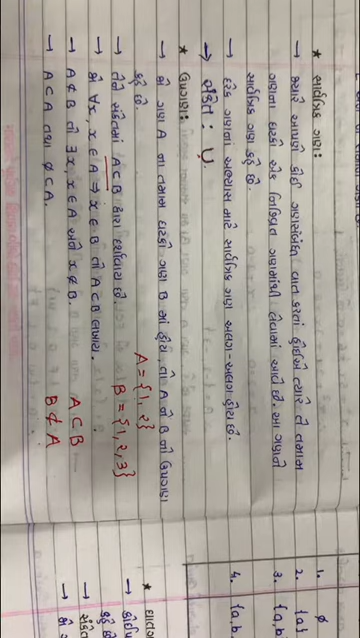 * સાર્વત્રિક ગણ:
→ જ્યારે આપણે કોઈ ગણસંબંધી વાત કરતાં હોઈએ ત્યારે તે તમામ
ગણના ઘટકો એક નિશ્ચિત ગણમાંથી લેવામાં આવે છે. આ ગણને
સાર્વત્રિક ગણ કહે છે.
→ દરેક ગણનાં અભ્યાસ માટે સાર્વત્રિક ગણ અલગ-અલગ હોય છે.
→ સંકેત: U.
* ઉપગણ:
→ જો ગણ A ના તમામ ઘટકો ગણ B માં હોય, તો A ને B નો ઉપગણ
કહે છે.
A = {1, 2}
→ તેને સંકેતમાં A⊂B દ્વારા દર્શાવાય છે.
B = {1, 2, 3}
→ જો ∀x, x∈A ⇒ x∈B તો A⊂B લખાય.
→ A⊄B તો ∃x, x∈A અને x∉B.
A⊂B
→ A⊂A તથા ∅⊂A.
B⊄A
1. ∅
2. {a}
3. {a, b
4. {a, b
*
→
→
→ જો